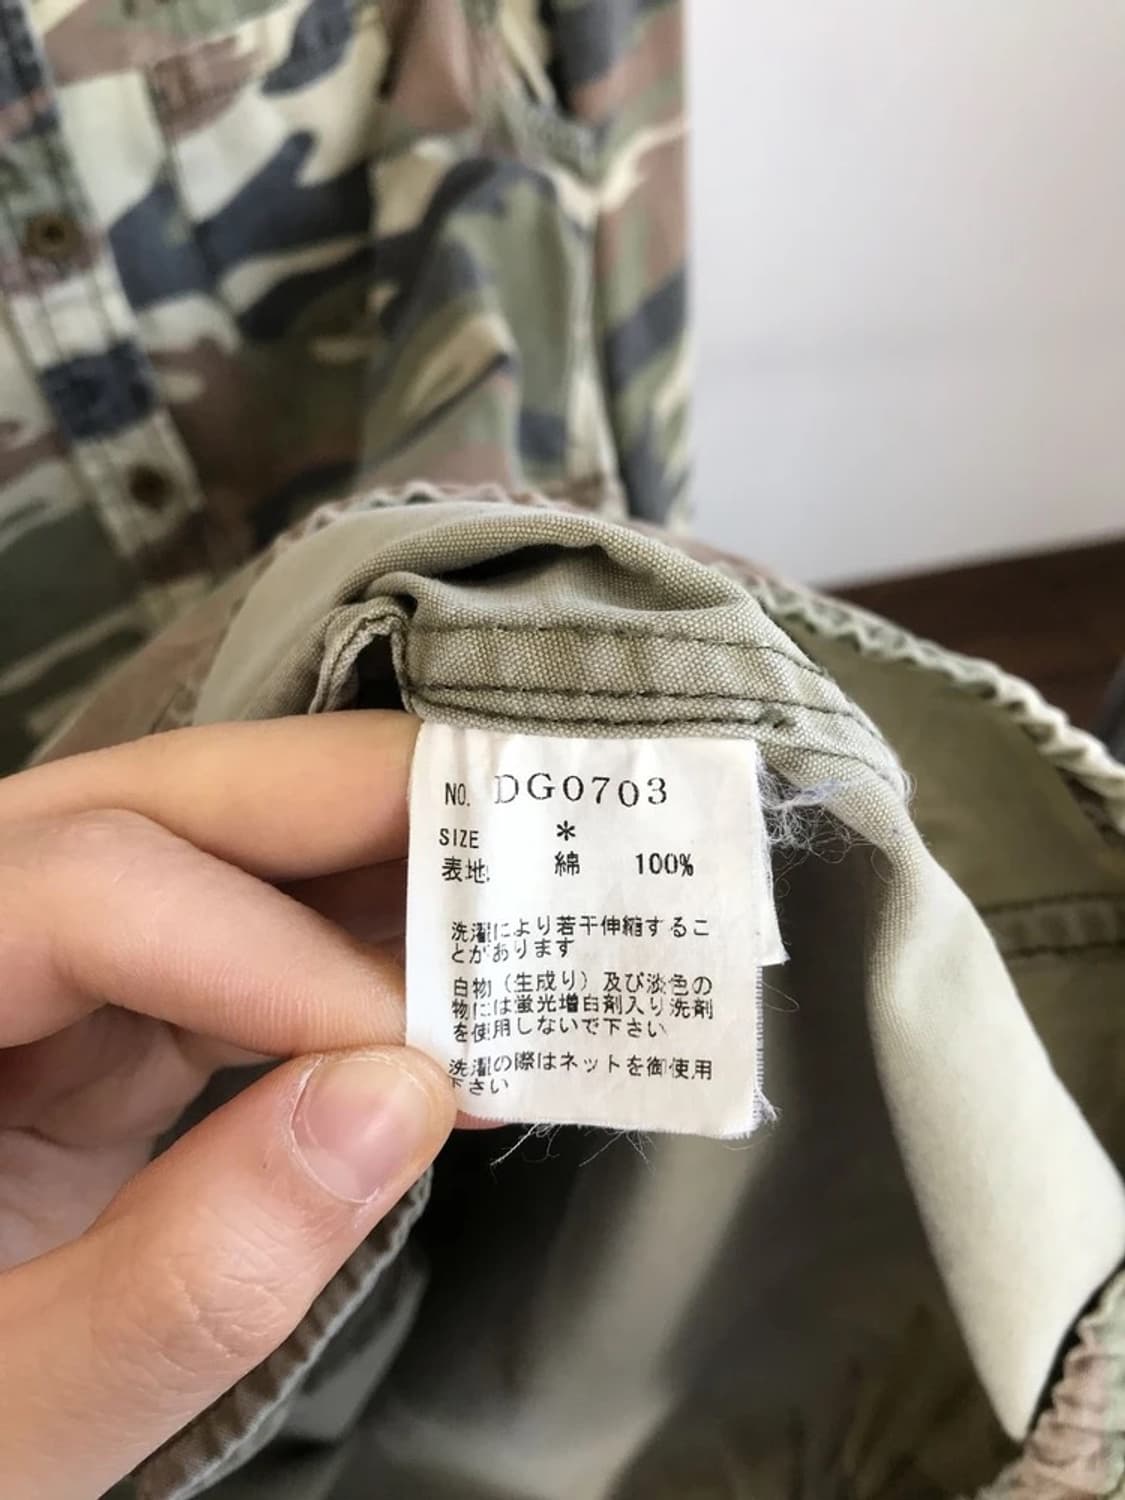 NO. DG0703
SIZE *
表地 綿 100%
洗濯により若干伸縮するこ
とがあります
白物（生成り）及び淡色の
物には蛍光増白剤入り洗剤
を使用しないで下さい
洗濯の際はネットを御使用
下さい